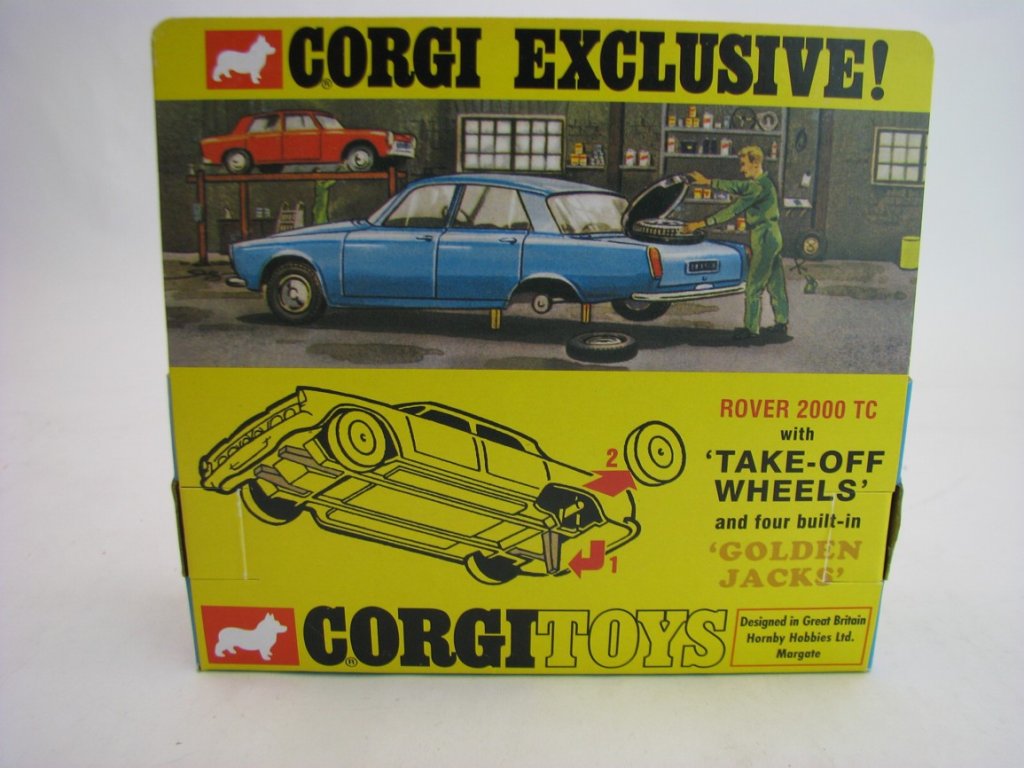 CORGI EXCLUSIVE!
ROVER 2000 TC
with
‘TAKE-OFF
WHEELS’
and four built-in
‘GOLDEN
JACKS’
2
1
CORGI TOYS
®
Designed in Great Britain
Hornby Hobbies Ltd.
Margate